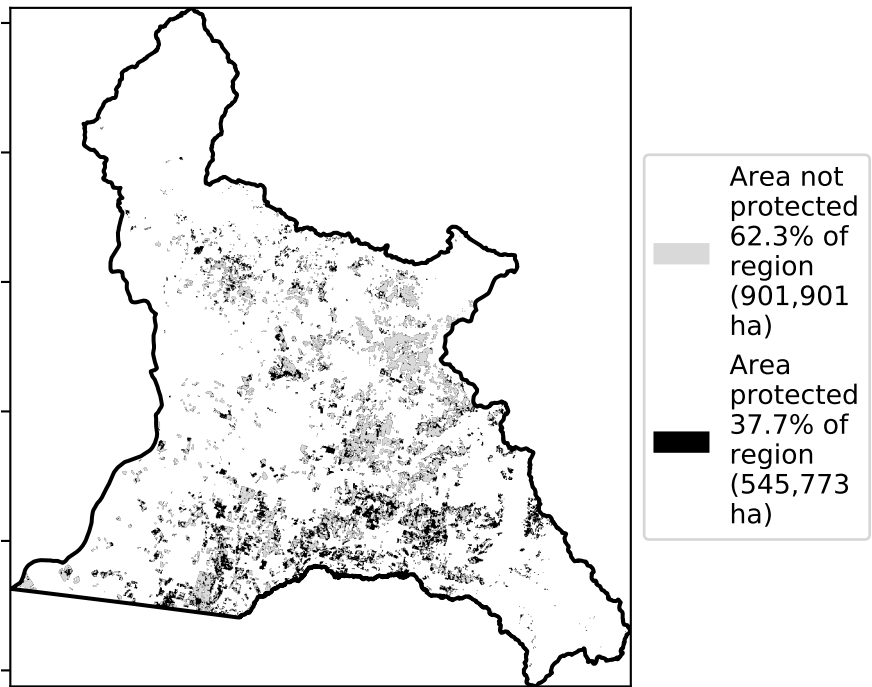 Area not
protected
62.3% of
region
(901,901
ha)
Area
protected
37.7% of
region
(545,773
ha)